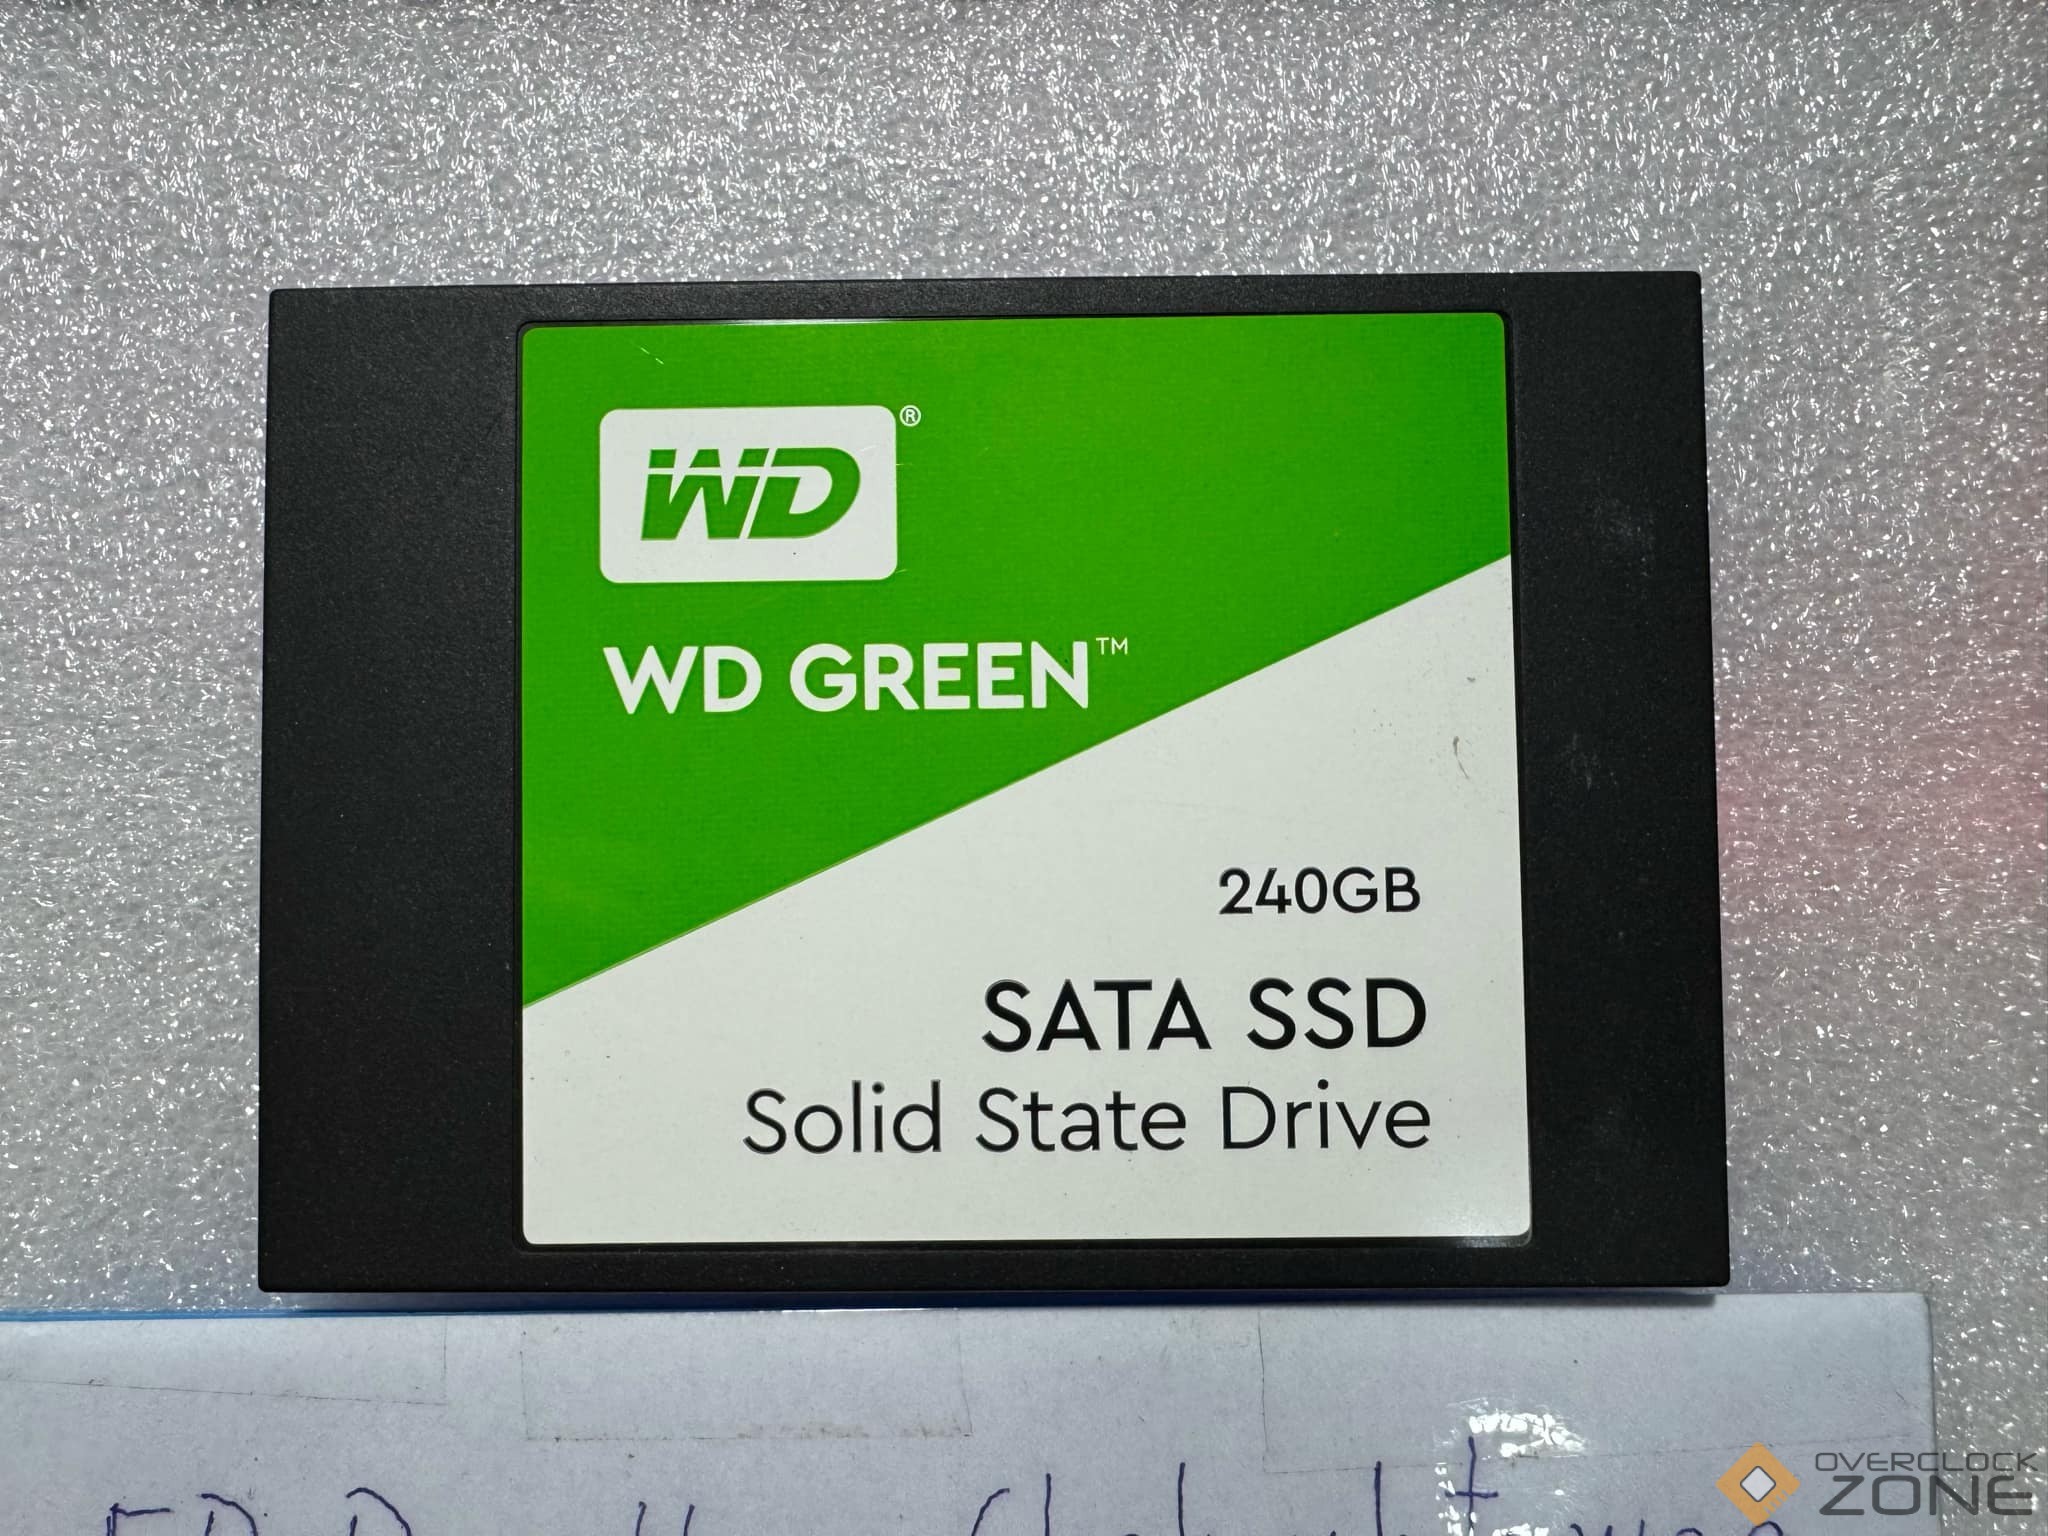 WD®
WD GREEN™
240GB
SATA SSD
Solid State Drive
OVERCLOCK
ZONE